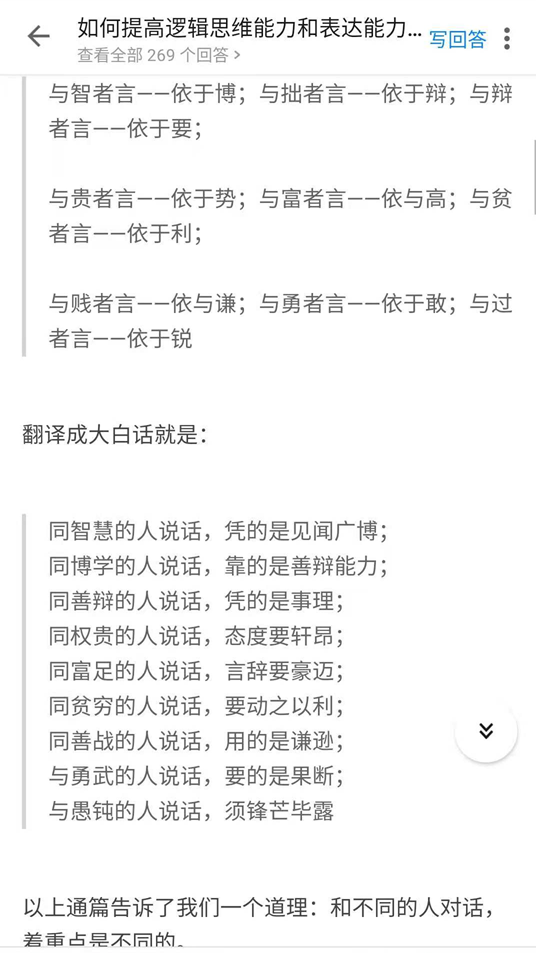 如何提高逻辑思维能力和表达能力...
写回答
查看全部 269 个回答 >
与智者言——依于博；与拙者言——依于辩；与辩
者言——依于要；
与贵者言——依于势；与富者言——依与高；与贫
者言——依于利；
与贱者言——依与谦；与勇者言——依于敢；与过
者言——依于锐
翻译成大白话就是：
同智慧的人说话，凭的是见闻广博；
同博学的人说话，靠的是善辩能力；
同善辩的人说话，凭的是事理；
同权贵的人说话，态度要轩昂；
同富足的人说话，言辞要豪迈；
同贫穷的人说话，要动之以利；
同善战的人说话，用的是谦逊；
与勇武的人说话，要的是果断；
与愚钝的人说话，须锋芒毕露
以上通篇告诉了我们一个道理：和不同的人对话，
着重点是不同的。